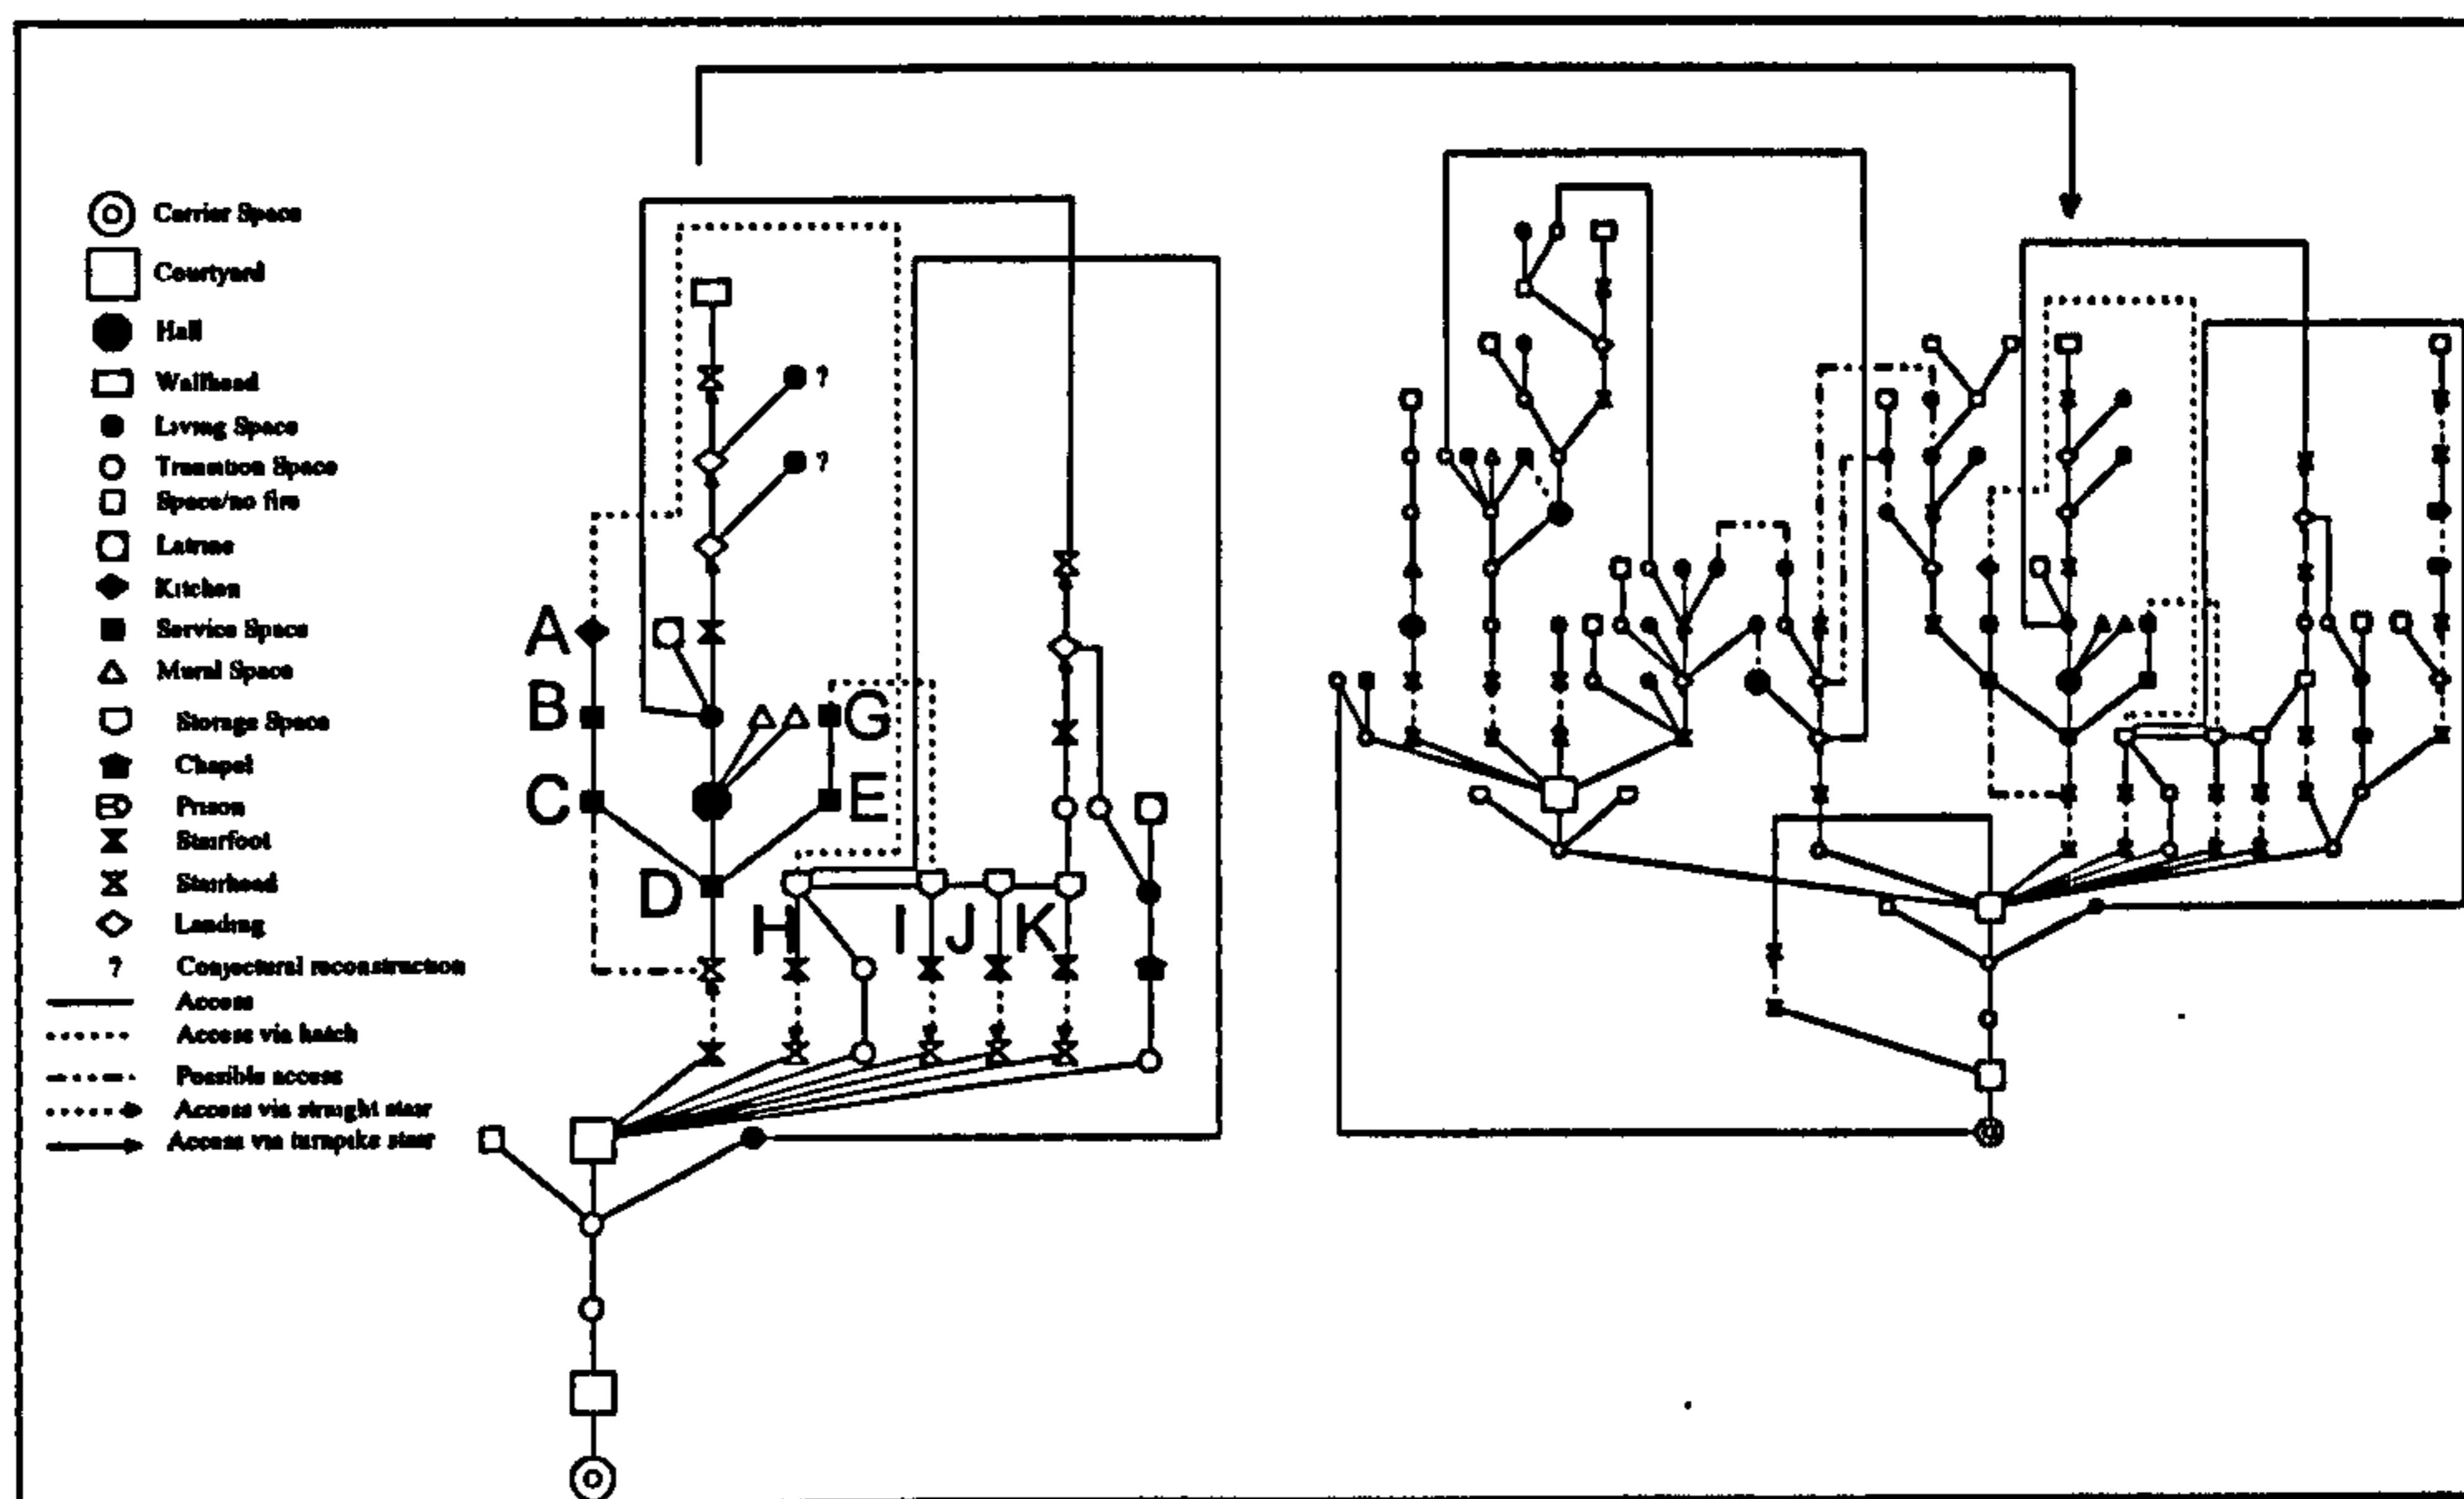 Carrier Space
Courtyard
Hall
Wallhead
Living Space
Transition Space
Space/no fire
Latrine
Kitchen
Service Space
Mural Space
Storage Space
Chapel
Prison
Stairfoot
Stairhead
Landing
? Conjectural reconstruction
Access
Access via hatch
Possible access
Access via straight stair
Access via turnpike stair
?
?
A
B
G
C
E
D
H I J K